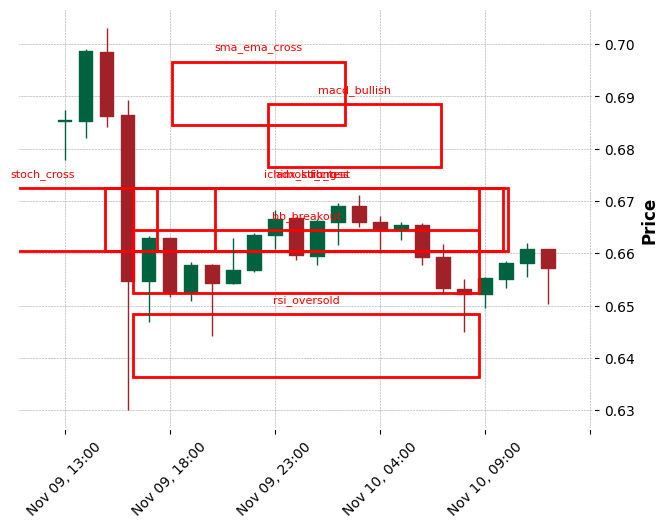 sma_ema_cross
macd_bullish
stoch_cross
bb_breakout
rsi_oversold
0.70
0.69
0.68
0.67
0.66
0.65
0.64
0.63
Price
Nov 09, 13:00
Nov 09, 18:00
Nov 09, 23:00
Nov 10, 04:00
Nov 10, 09:00